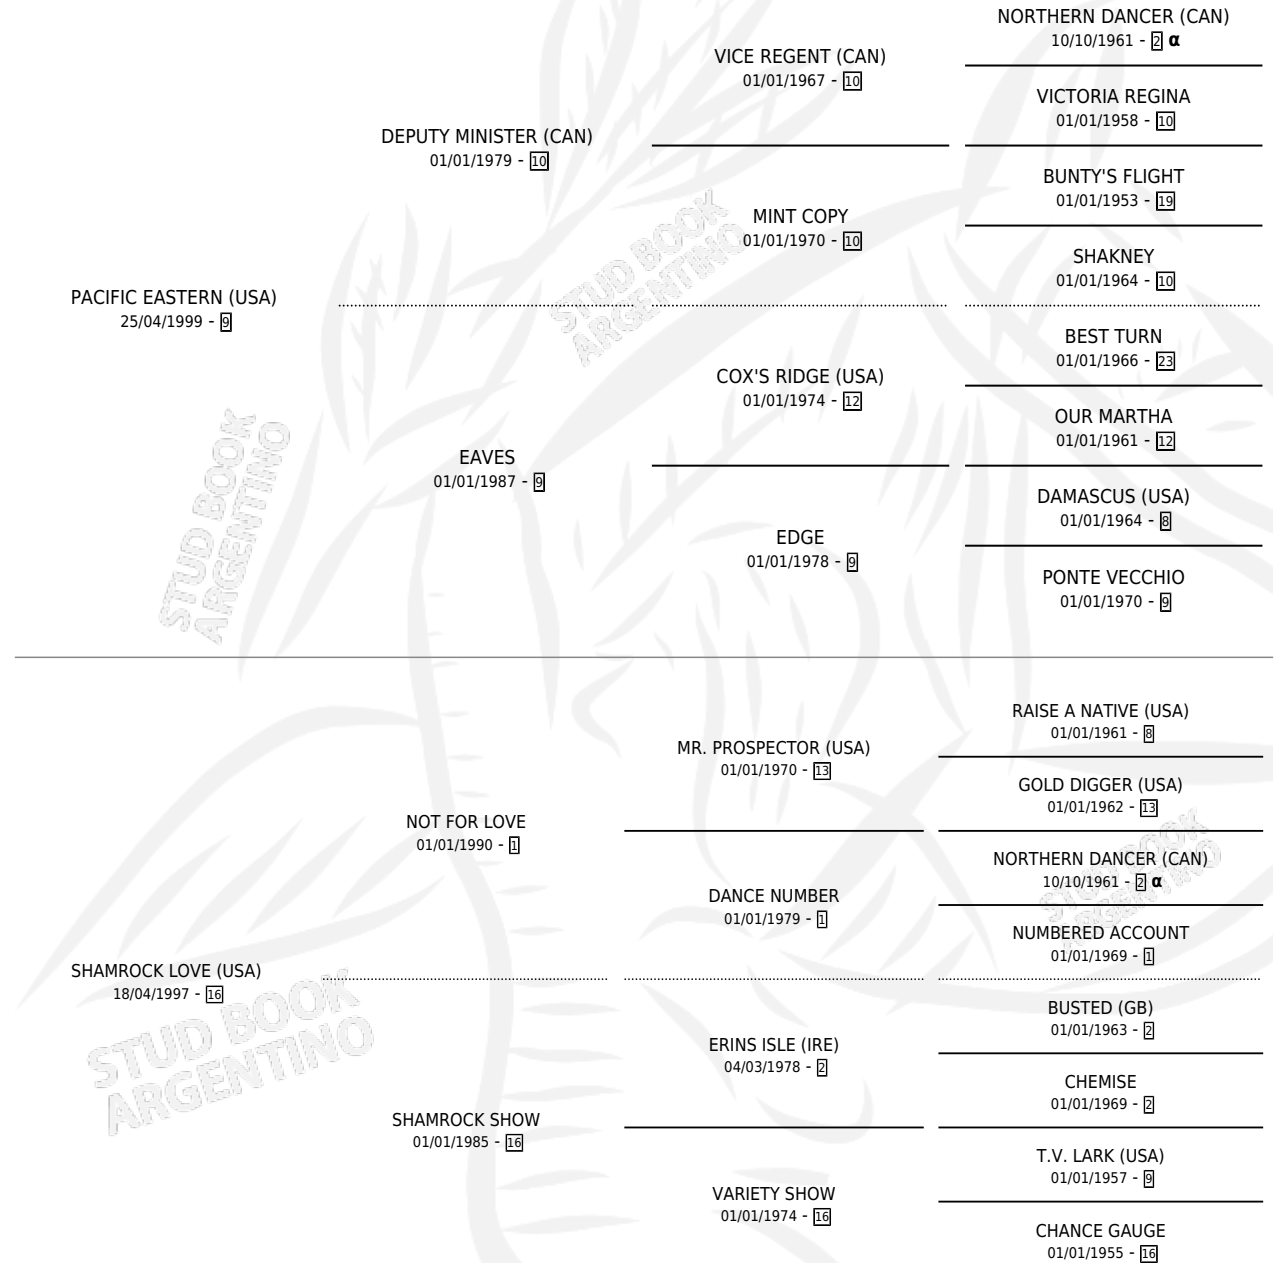 NORTHERN DANCER (CAN)
10/10/1961 - 2 α
VICE REGENT (CAN)
01/01/1967 - 10
VICTORIA REGINA
01/01/1958 - 10
DEPUTY MINISTER (CAN)
01/01/1979 - 10
BUNTY'S FLIGHT
01/01/1953 - 19
MINT COPY
01/01/1970 - 10
SHAKNEY
01/01/1964 - 10
STUD BOOK
ARGENTINO
PACIFIC EASTERN (USA)
25/04/1999 - 9
BEST TURN
01/01/1966 - 23
COX'S RIDGE (USA)
01/01/1974 - 12
OUR MARTHA
01/01/1961 - 12
EAVES
01/01/1987 - 9
DAMASCUS (USA)
01/01/1964 - 8
EDGE
01/01/1978 - 9
PONTE VECCHIO
01/01/1970 - 9
STUD BOOK
ARGENTINO
RAISE A NATIVE (USA)
01/01/1961 - 8
MR. PROSPECTOR (USA)
01/01/1970 - 13
GOLD DIGGER (USA)
01/01/1962 - 13
NOT FOR LOVE
01/01/1990 - 1
NORTHERN DANCER (CAN)
10/10/1961 - 2 α
STUD BOOK
ARGENTINO
DANCE NUMBER
01/01/1979 - 1
NUMBERED ACCOUNT
01/01/1969 - 1
SHAMROCK LOVE (USA)
18/04/1997 - 16
STUD BOOK
ARGENTINO
BUSTED (GB)
01/01/1963 - 2
ERINS ISLE (IRE)
04/03/1978 - 2
CHEMISE
01/01/1969 - 2
SHAMROCK SHOW
01/01/1985 - 16
T.V. LARK (USA)
01/01/1957 - 9
VARIETY SHOW
01/01/1974 - 16
CHANCE GAUGE
01/01/1955 - 16